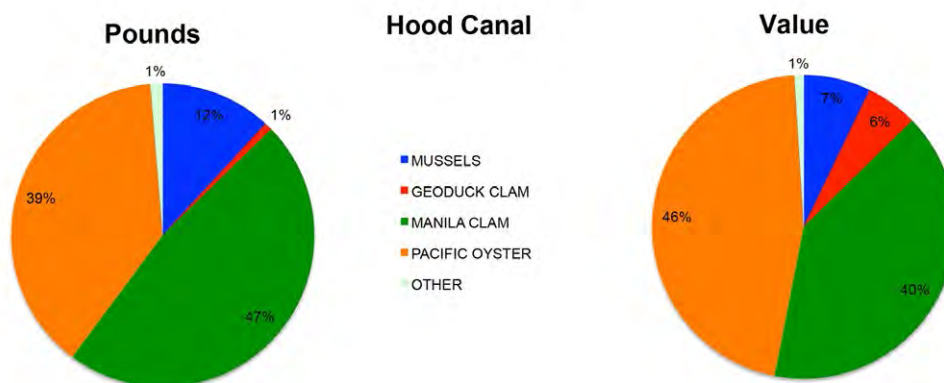 Hood Canal
Pounds
1%
12%
1%
39%
47%
MUSSELS
GEODUCK CLAM
MANILA CLAM
PACIFIC OYSTER
OTHER
Value
1%
7%
6%
46%
40%